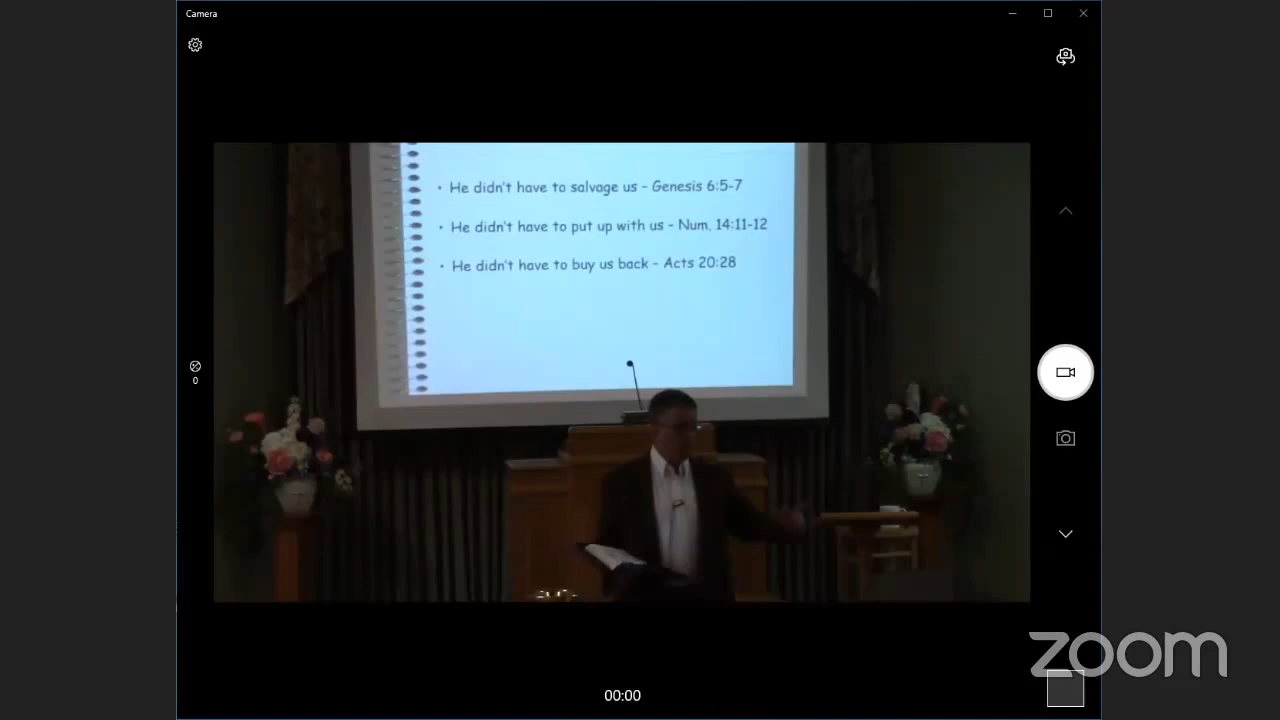 Camera
• He didn't have to salvage us - Genesis 6:5-7
• He didn't have to put up with us - Num. 14:11-12
• He didn't have to buy us back - Acts 20:28
0
00:00
zoom